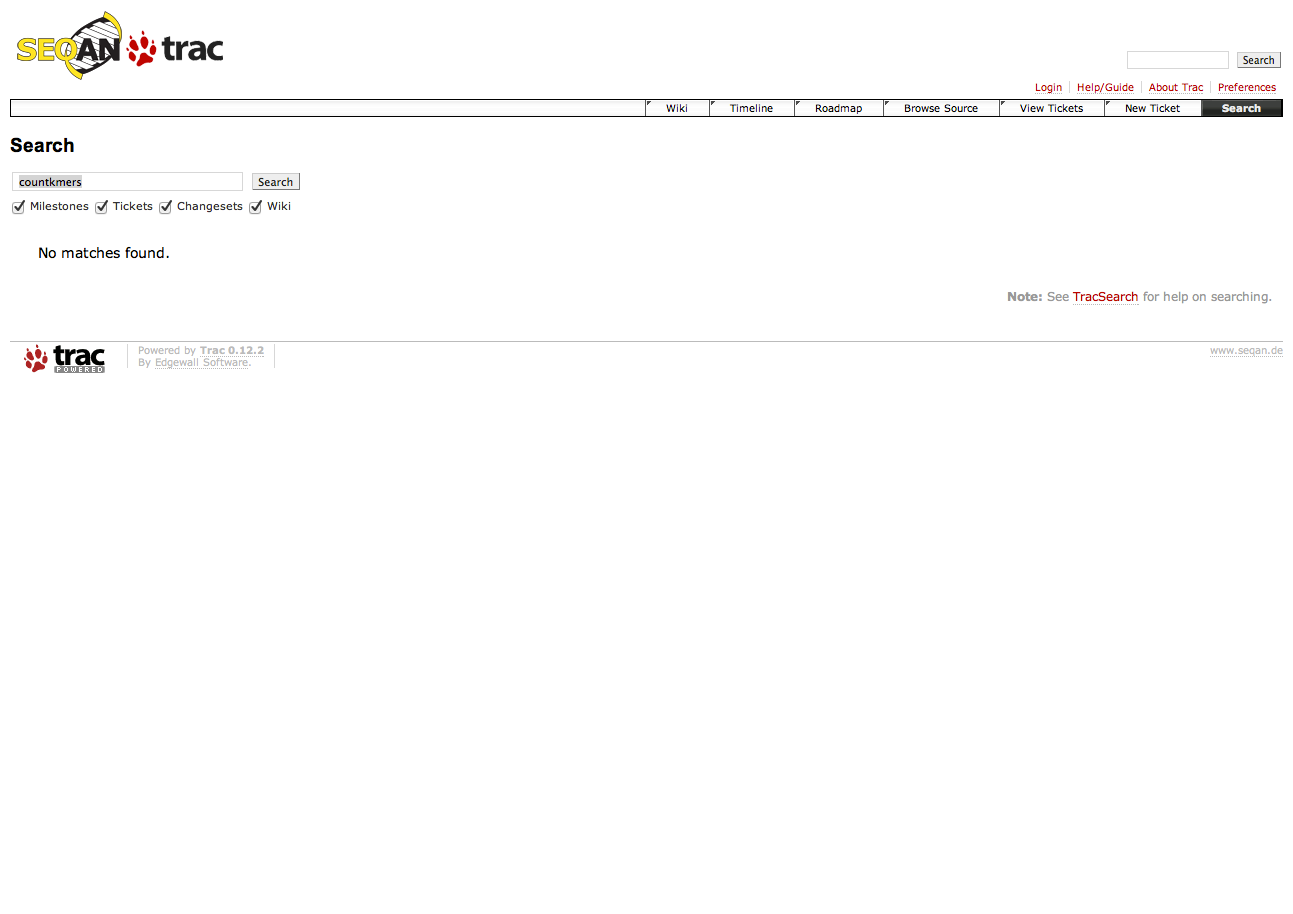 SEQAN trac
Search
Login Help/Guide About Trac Preferences
Wiki Timeline Roadmap Browse Source View Tickets New Ticket Search
Search
countkmers Search
Milestones Tickets Changesets Wiki
No matches found.
Note: See TracSearch for help on searching.
trac POWERED
Powered by Trac 0.12.2
By Edgewall Software.
www.seqan.de